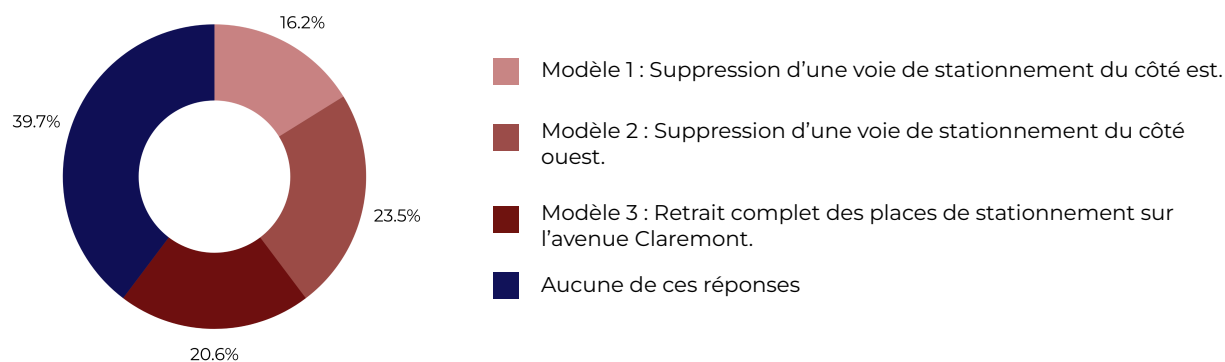 16.2%
39.7%
23.5%
20.6%
Modèle 1 : Suppression d’une voie de stationnement du côté est.
Modèle 2 : Suppression d’une voie de stationnement du côté
ouest.
Modèle 3 : Retrait complet des places de stationnement sur
l’avenue Claremont.
Aucune de ces réponses